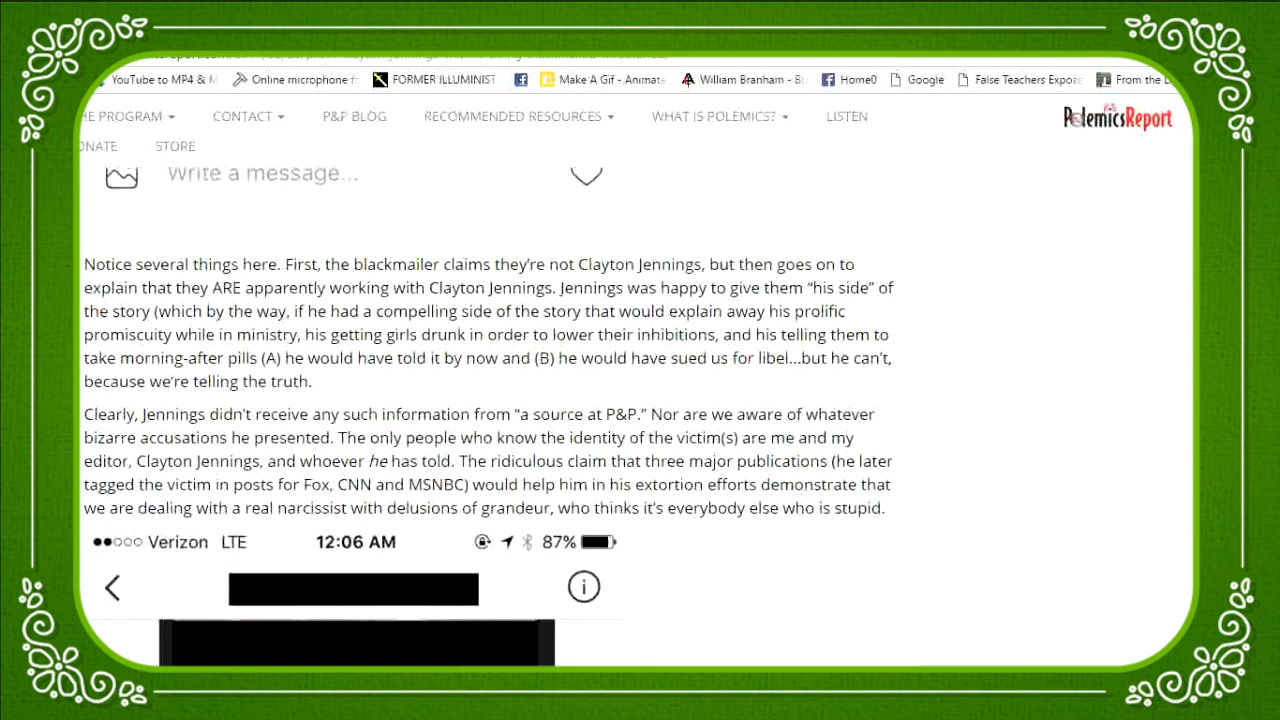 YouTube to MP4 & M
Online microphone f
FORMER ILLUMINIST
Make A Gif - Animate
William Branham - B
Home0
Google
False Teachers Expos
From the
HE PROGRAM
CONTACT
P&P BLOG
RECOMMENDED RESOURCES
WHAT IS POLEMICS?
LISTEN
PolemicsReport
ONATE
STORE
Write a message...
Notice several things here. First, the blackmailer claims they're not Clayton Jennings, but then goes on to
explain that they ARE apparently working with Clayton Jennings. Jennings was happy to give them "his side" of
the story (which by the way, if he had a compelling side of the story that would explain away his prolific
promiscuity while in ministry, his getting girls drunk in order to lower their inhibitions, and his telling them to
take morning-after pills (A) he would have told it by now and (B) he would have sued us for libel...but he can't,
because we're telling the truth.
Clearly, Jennings didn't receive any such information from "a source at P&P." Nor are we aware of whatever
bizarre accusations he presented. The only people who know the identity of the victim(s) are me and my
editor, Clayton Jennings, and whoever he has told. The ridiculous claim that three major publications (he later
tagged the victim in posts for Fox, CNN and MSNBC) would help him in his extortion efforts demonstrate that
we are dealing with a real narcissist with delusions of grandeur, who thinks it's everybody else who is stupid.
Verizon LTE
12:06 AM
87%